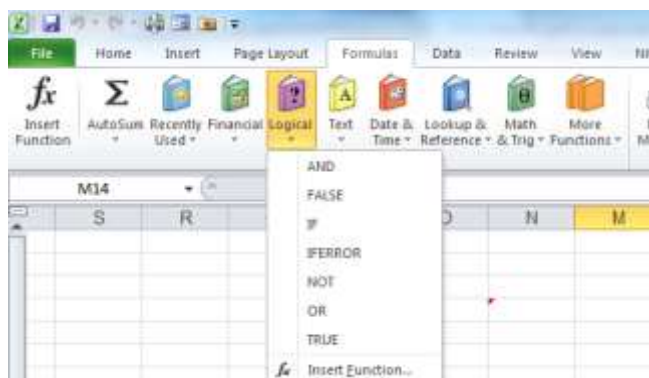 File Home Insert Page Layout Formulas Data Review View
fx Σ A θ
Insert Function AutoSum Recently Used Financial Logical Text Date & Time Lookup & Reference Math & Trig More Functions
M14
S R N M
AND
FALSE
IF
IFERROR
NOT
OR
TRUE
fx Insert Function...